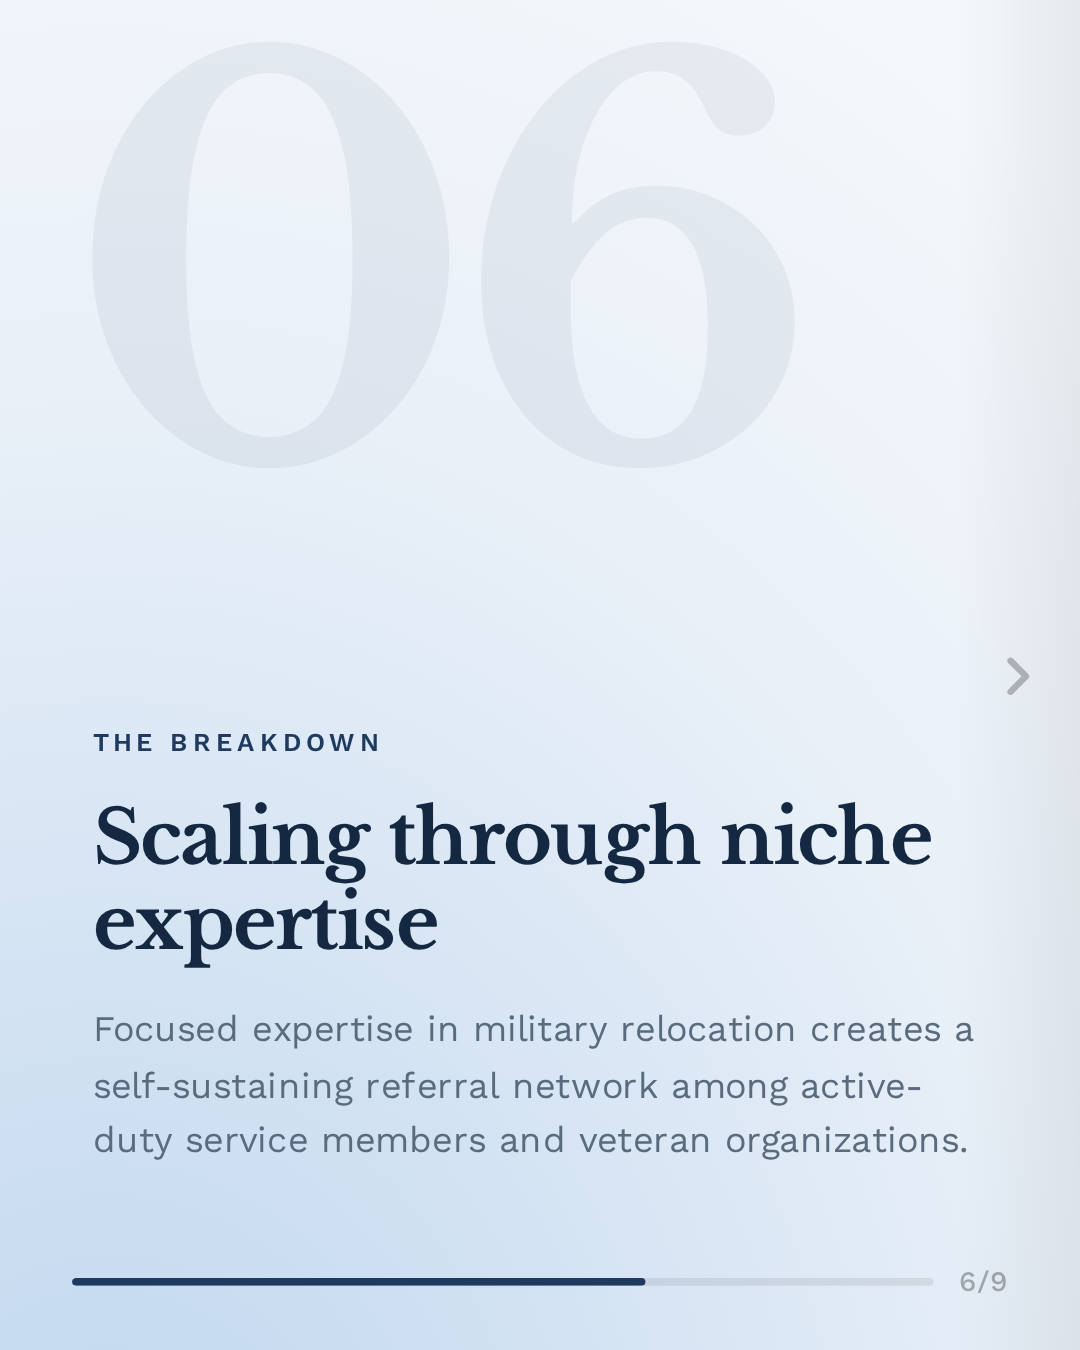 06
THE BREAKDOWN
Scaling through niche
expertise
Focused expertise in military relocation creates a
self-sustaining referral network among active-
duty service members and veteran organizations.
6/9